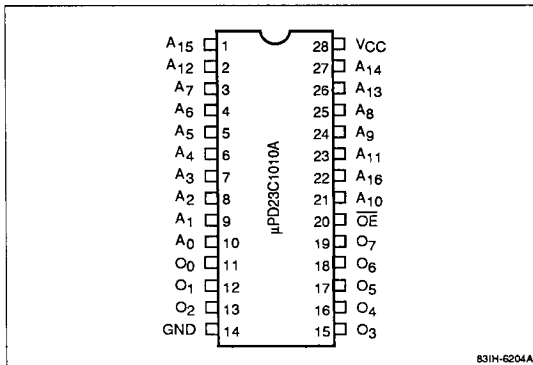 A15 1 28 VCC
A12 2 27 A14
A7 3 26 A13
A6 4 25 A8
A5 5 24 A9
A4 6 23 A11
A3 7 22 A16
A2 8 21 A10
A1 9 20 OE
A0 10 19 O7
O0 11 18 O6
O1 12 17 O5
O2 13 16 O4
GND 14 15 O3
μPD23C1010A
83IH-6204A